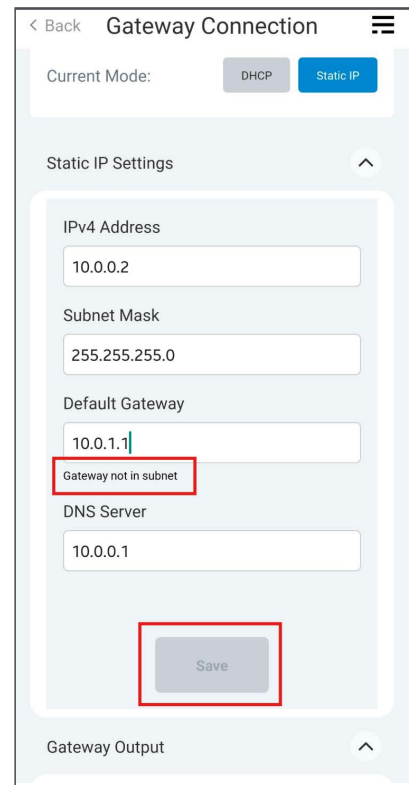 < Back Gateway Connection
Current Mode: DHCP Static IP
Static IP Settings
IPv4 Address
10.0.0.2
Subnet Mask
255.255.255.0
Default Gateway
10.0.1.1
Gateway not in subnet
DNS Server
10.0.0.1
Save
Gateway Output